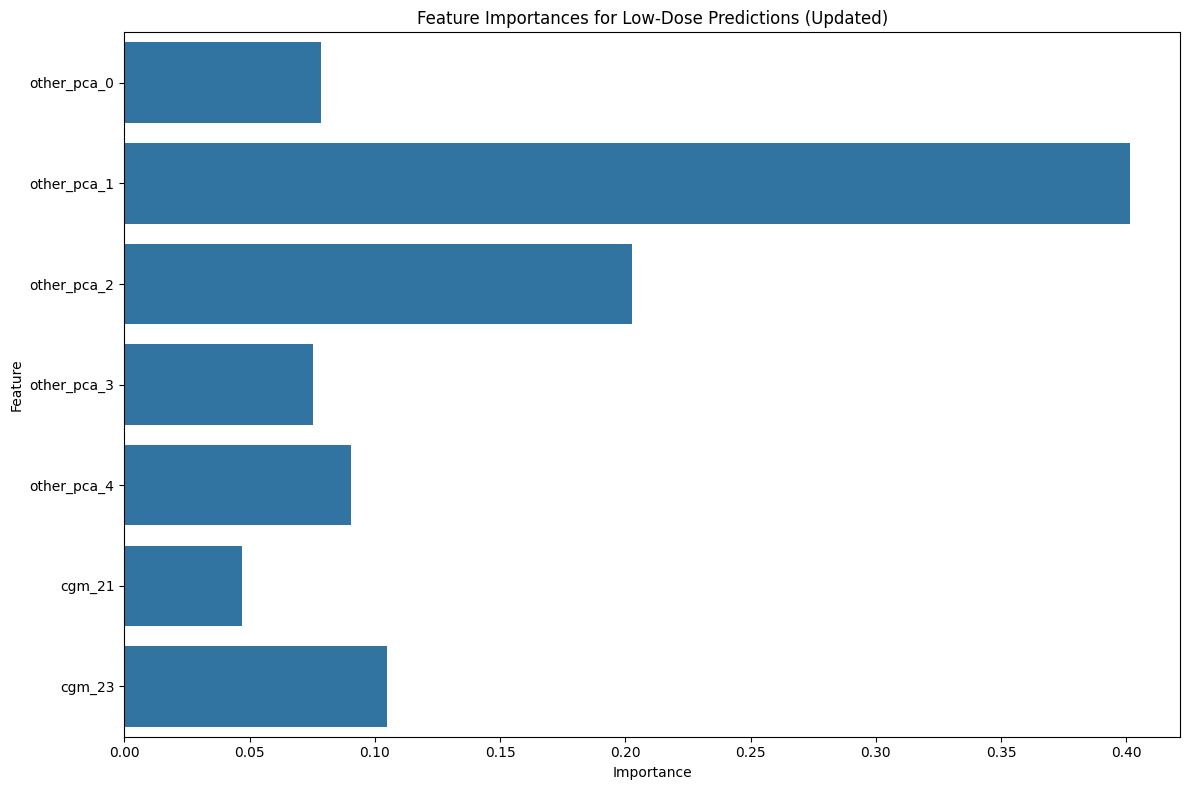 Feature Importances for Low-Dose Predictions (Updated)
Feature
other_pca_0
other_pca_1
other_pca_2
other_pca_3
other_pca_4
cgm_21
cgm_23
0.00 0.05 0.10 0.15 0.20 0.25 0.30 0.35 0.40
Importance